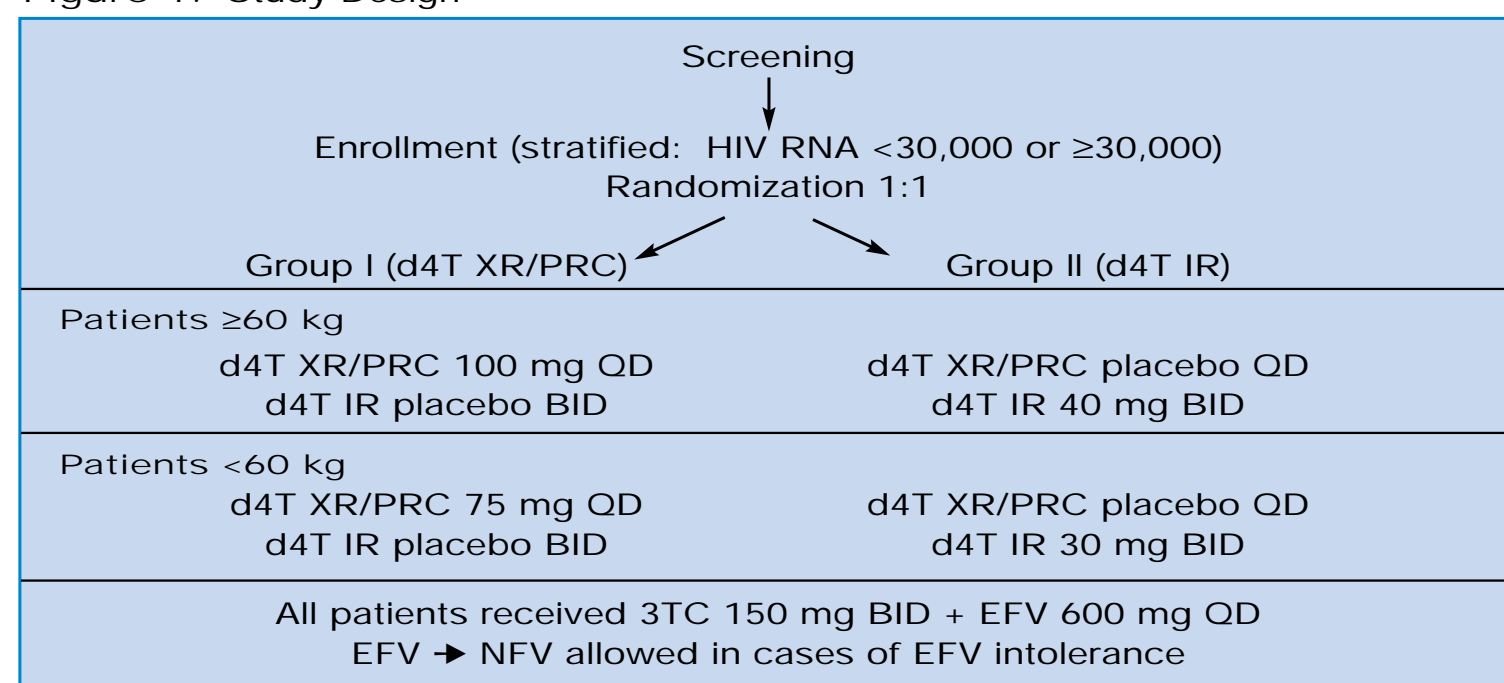 Study Design
Screening
Enrollment (stratified: HIV RNA <30,000 or ≥30,000)
Randomization 1:1
Group I (d4T XR/PRC) Group II (d4T IR)
Patients ≥60 kg
d4T XR/PRC 100 mg QD d4T XR/PRC placebo QD
d4T IR placebo BID d4T IR 40 mg BID
Patients <60 kg
d4T XR/PRC 75 mg QD d4T XR/PRC placebo QD
d4T IR placebo BID d4T IR 30 mg BID
All patients received 3TC 150 mg BID + EFV 600 mg QD
EFV → NFV allowed in cases of EFV intolerance